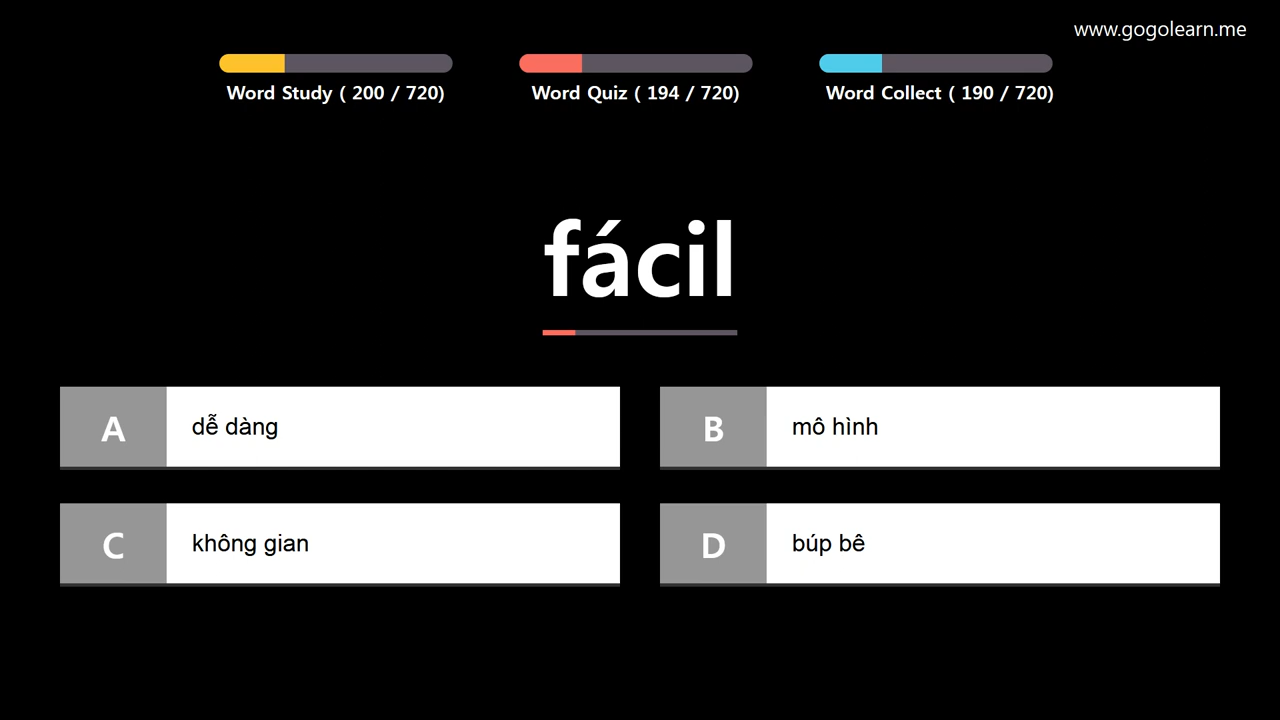 www.gogolearn.me
Word Study ( 200 / 720)
Word Quiz ( 194 / 720)
Word Collect ( 190 / 720)
fácil
A
dễ dàng
B
mô hình
C
không gian
D
búp bê